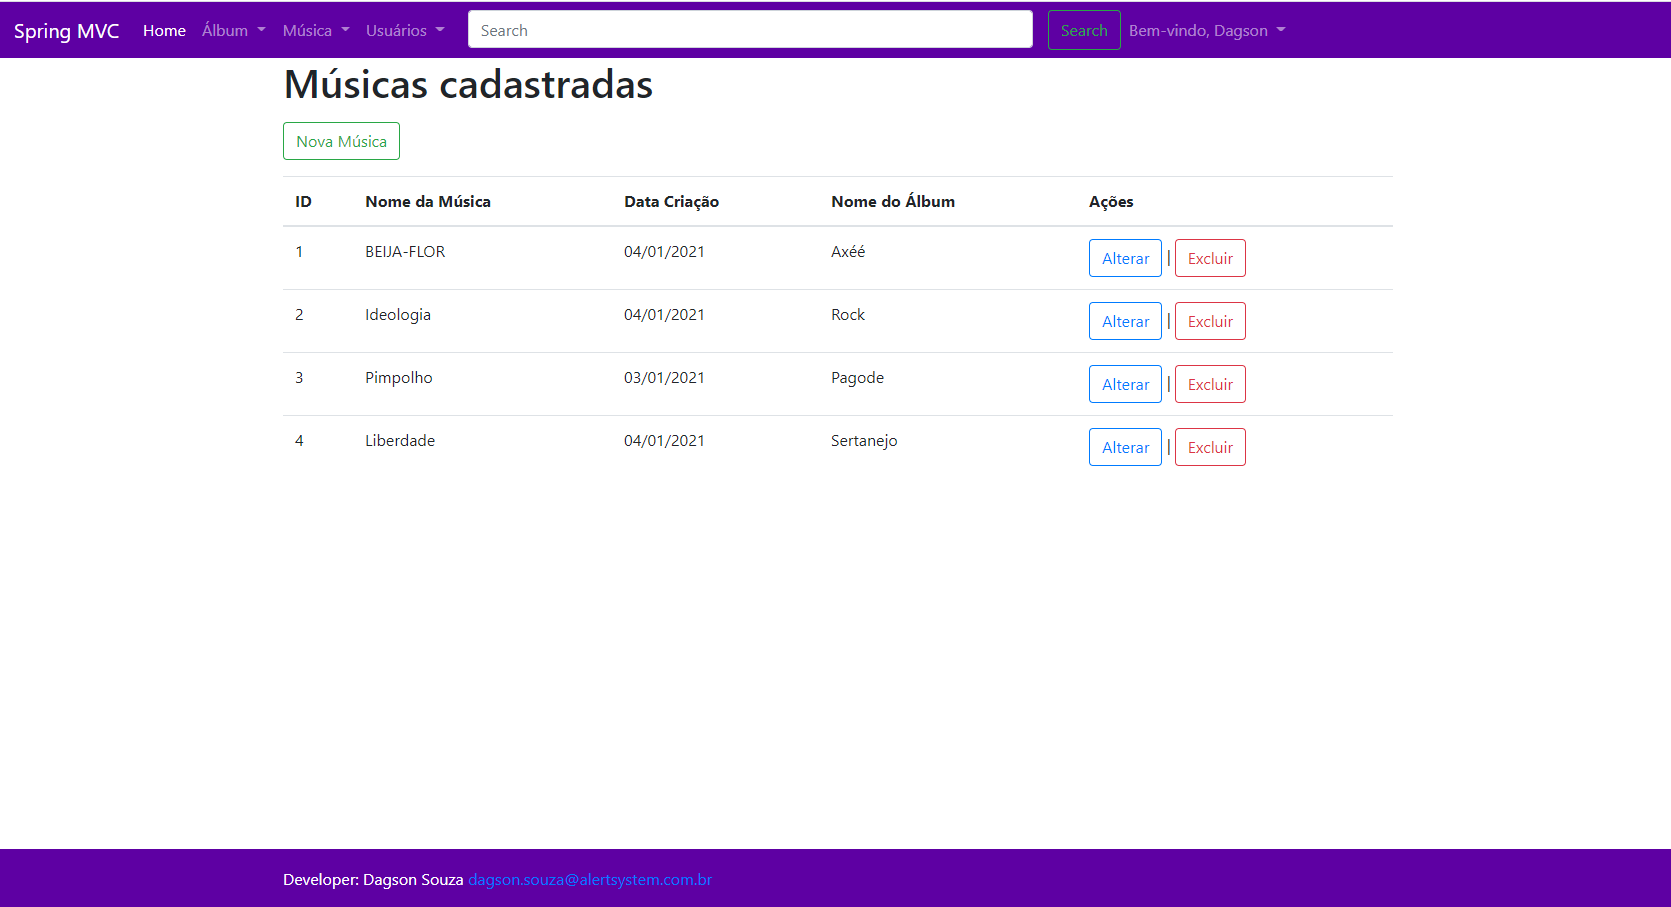 Spring MVC Home Álbum Música Usuários Search Search Bem-vindo, Dagson
Músicas cadastradas
Nova Música
ID Nome da Música Data Criação Nome do Álbum Ações
1 BEIJA-FLOR 04/01/2021 Axéé Alterar | Excluir
2 Ideologia 04/01/2021 Rock Alterar | Excluir
3 Pimpolho 03/01/2021 Pagode Alterar | Excluir
4 Liberdade 04/01/2021 Sertanejo Alterar | Excluir
Developer: Dagson Souza dagson.souza@alertsystem.com.br